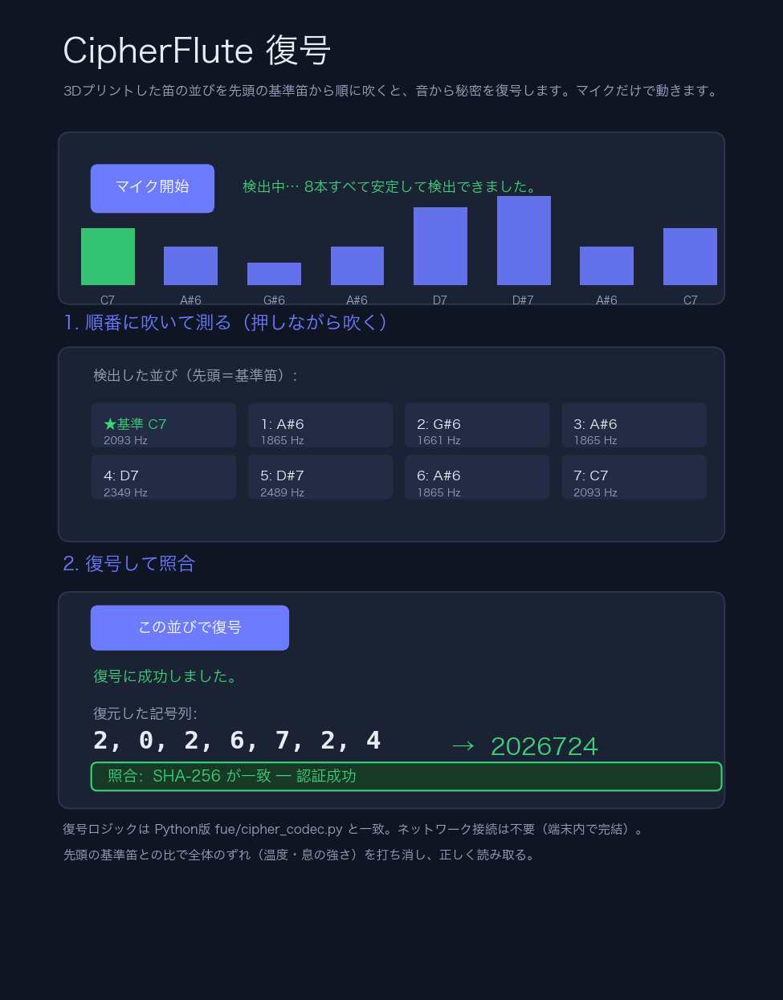 CipherFlute 復号
3Dプリントした笛の並びを先頭の基準笛から順に吹くと、音から秘密を復号します。マイクだけで動きます。
マイク開始
検出中… 8本すべて安定して検出できました。
C7 A#6 G#6 A#6 D7 D#7 A#6 C7
1. 順番に吹いて測る（押しながら吹く）
検出した並び（先頭＝基準笛）:
★基準 C7 1: A#6 2: G#6 3: A#6
2093 Hz 1865 Hz 1661 Hz 1865 Hz
4: D7 5: D#7 6: A#6 7: C7
2349 Hz 2489 Hz 1865 Hz 2093 Hz
2. 復号して照合
この並びで復号
復号に成功しました。
復元した記号列:
2, 0, 2, 6, 7, 2, 4 → 2026724
照合: SHA-256 が一致 — 認証成功
復号ロジックは Python版 fue/cipher_codec.py と一致。ネットワーク接続は不要（端末内で完結）。
先頭の基準笛との比で全体のずれ（温度・息の強さ）を打ち消し、正しく読み取る。